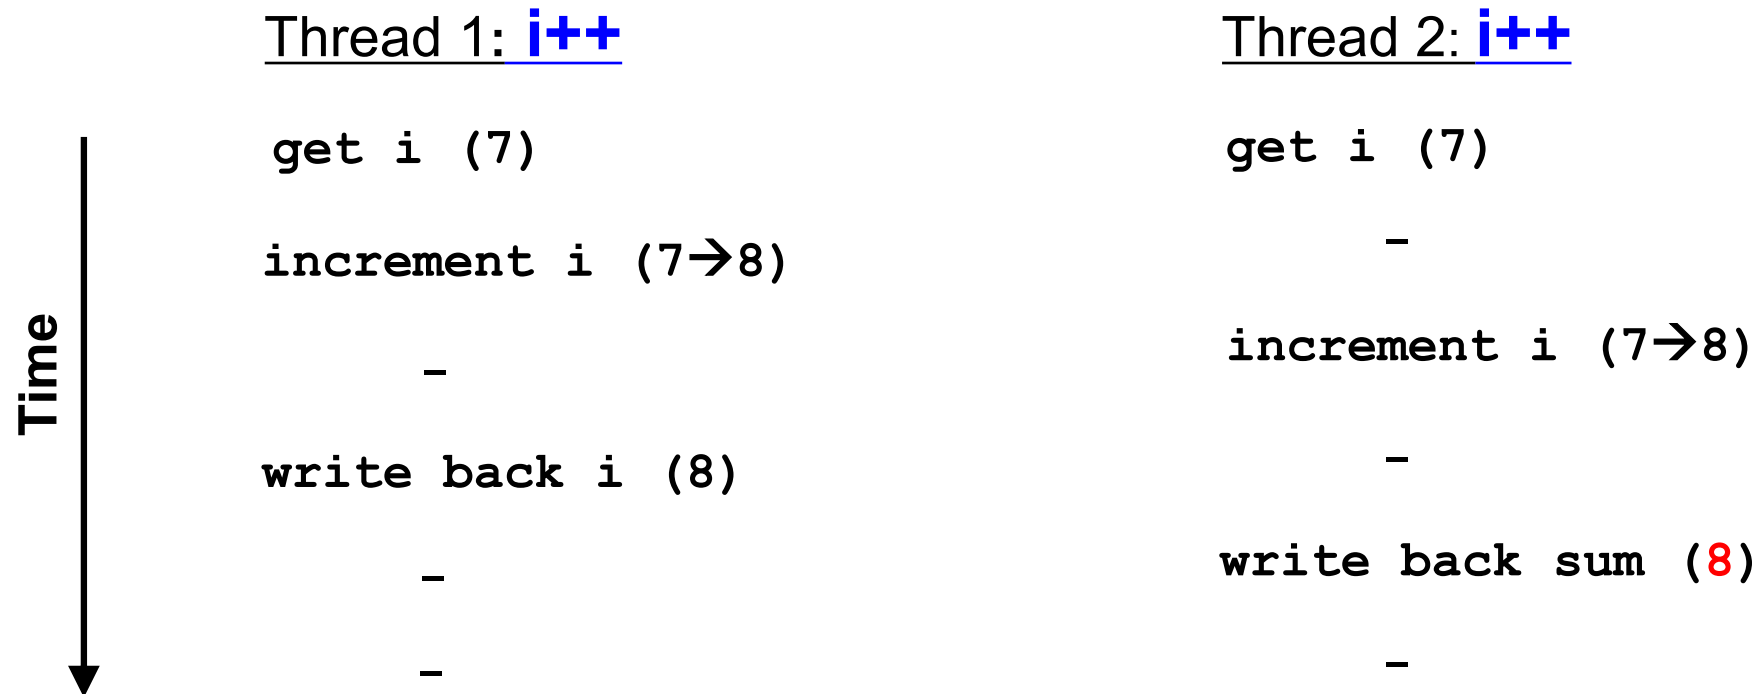 Thread 1: i++
Thread 2: i++
get i (7)
get i (7)
–
increment i (7→8)
increment i (7→8)
–
Time
–
write back i (8)
write back sum (8)
–
–
–